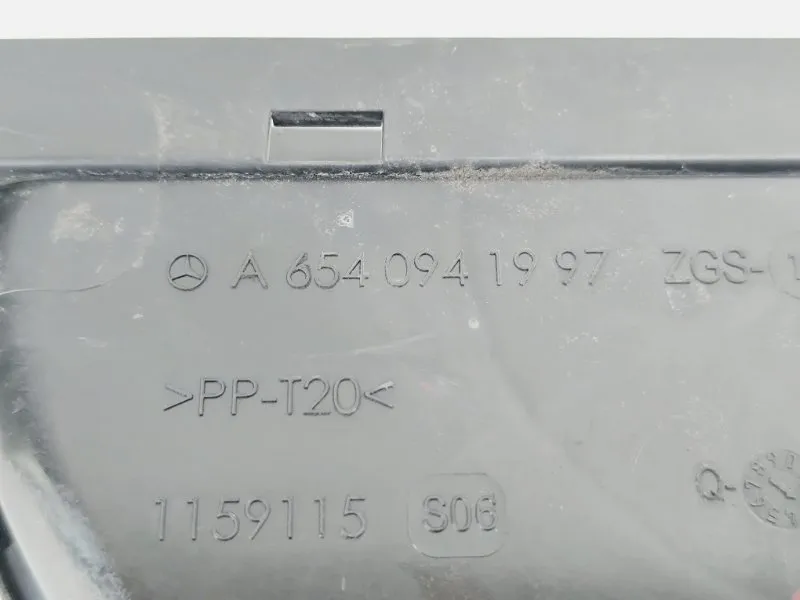 A 654 094 19 97 ZGS-
>PP-T20<
1159115 S06
Q-